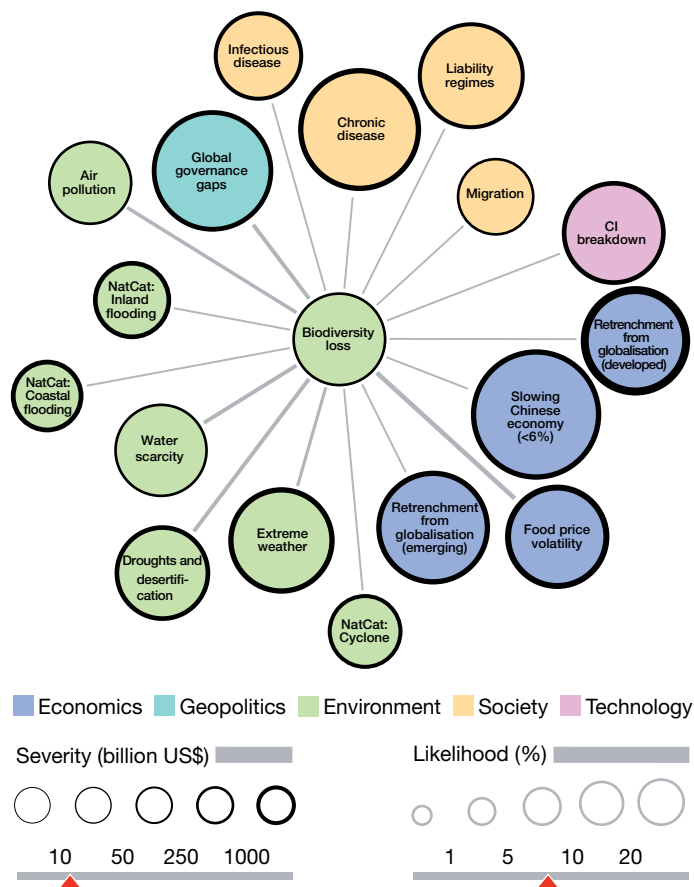 Infectious
disease
Liability
regimes
Chronic
disease
Global
governance
gaps
Air
pollution
Migration
CI
breakdown
NatCat:
Inland
flooding
Biodiversity
loss
Retrenchment
from
globalisation
(developed)
NatCat:
Coastal
flooding
Slowing
Chinese
economy
(<6%)
Water
scarcity
Retrenchment
from
globalisation
(emerging)
Food price
volatility
Extreme
weather
Droughts and
desertifi-
cation
NatCat:
Cyclone
Economics Geopolitics Environment Society Technology
Severity (billion US$)
10 50 250 1000
Likelihood (%)
1 5 10 20